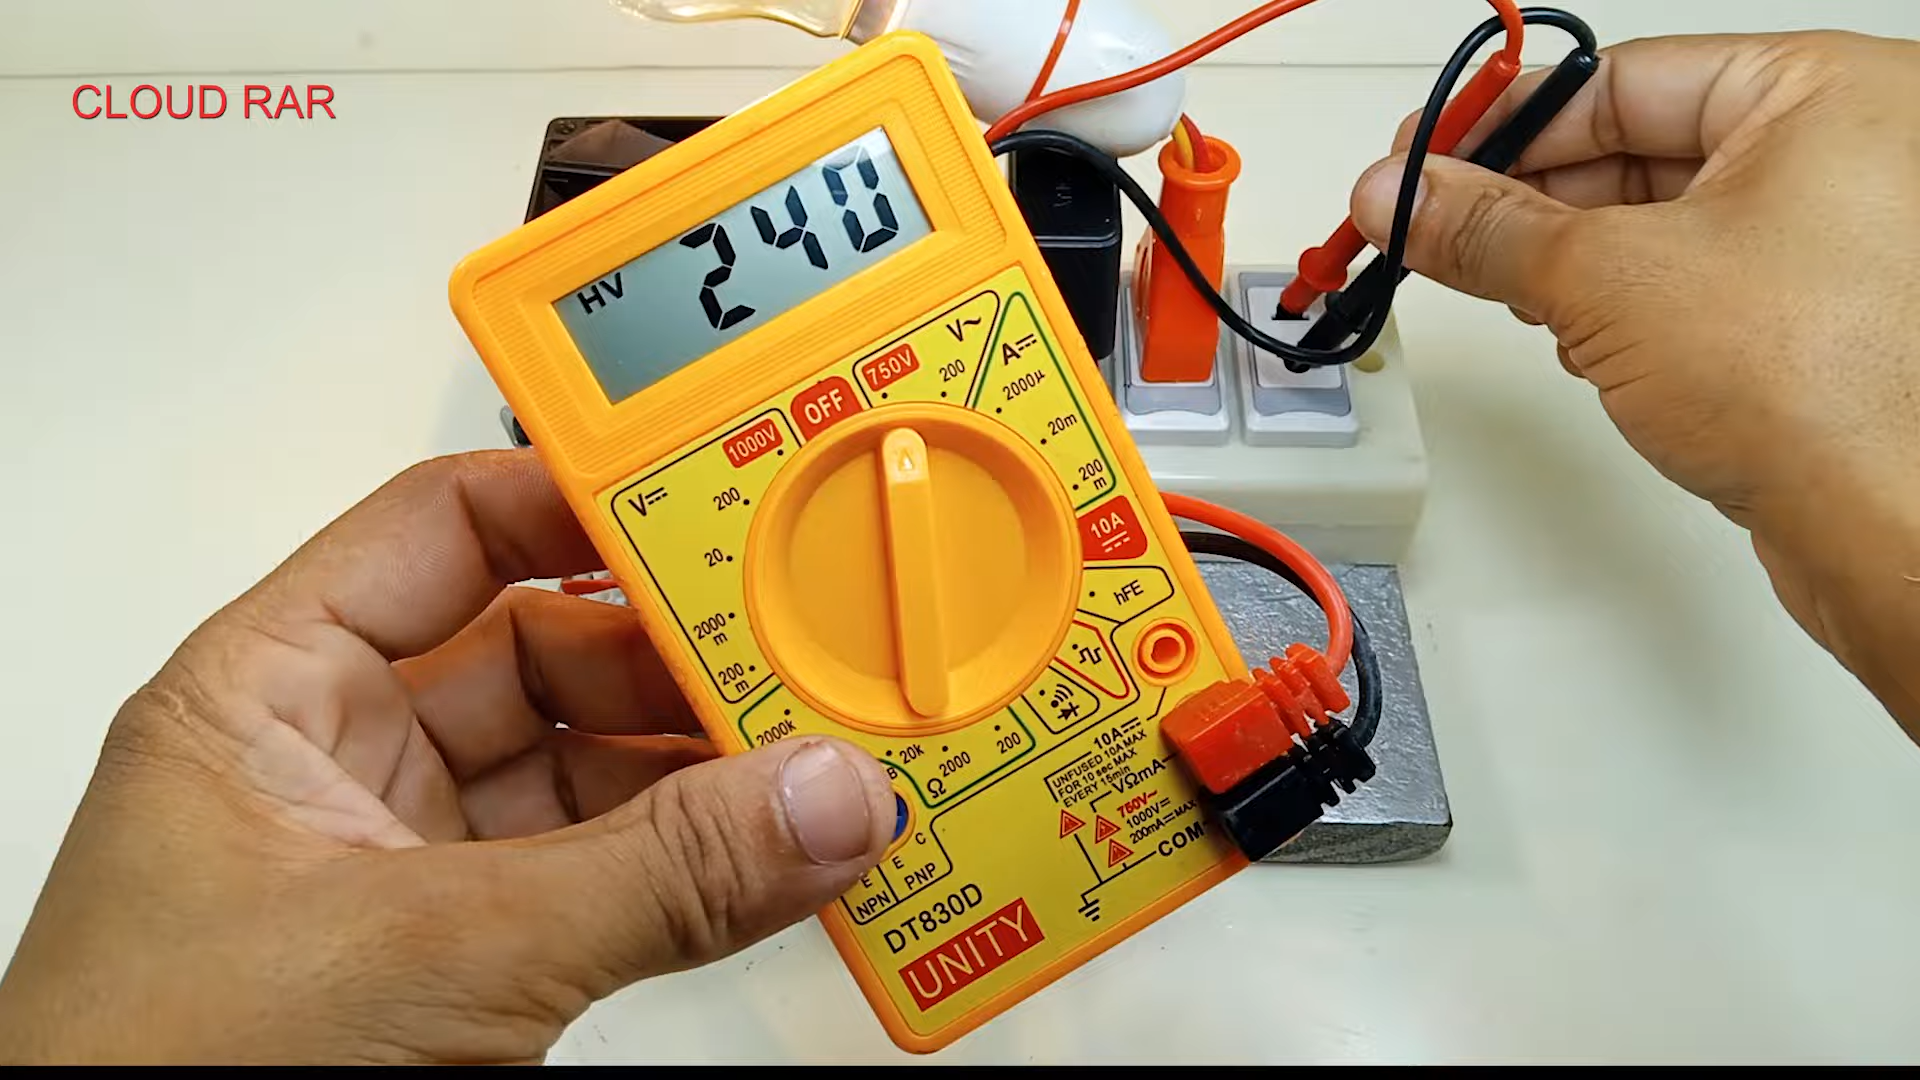 CLOUD RAR
HV 240
OFF
750V
V~
200
A⎓
2000μ
20m
200
m
10A
hFE
1000V
V⎓
200
20
2000
m
200
m
2000k
20k
2000
200
Ω
10A⎓
UNFUSED 10A MAX
FOR 10 sec MAX
EVERY 15min
VΩmA
750V~
1000V⎓
200mA⎓ MAX
COM
B
C
E
E
NPN
PNP
DT830D
UNITY